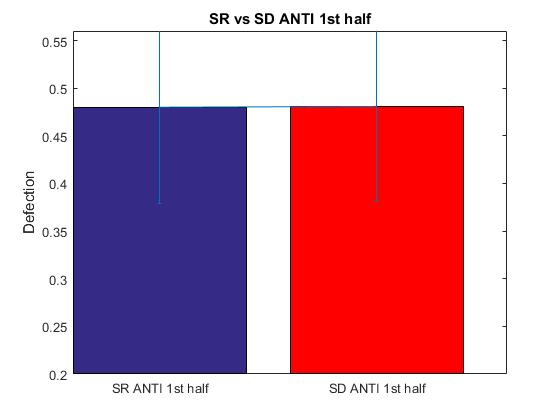 SR vs SD ANTI 1st half
0.55
0.5
0.45
0.4
0.35
0.3
0.25
0.2
Defection
SR ANTI 1st half
SD ANTI 1st half